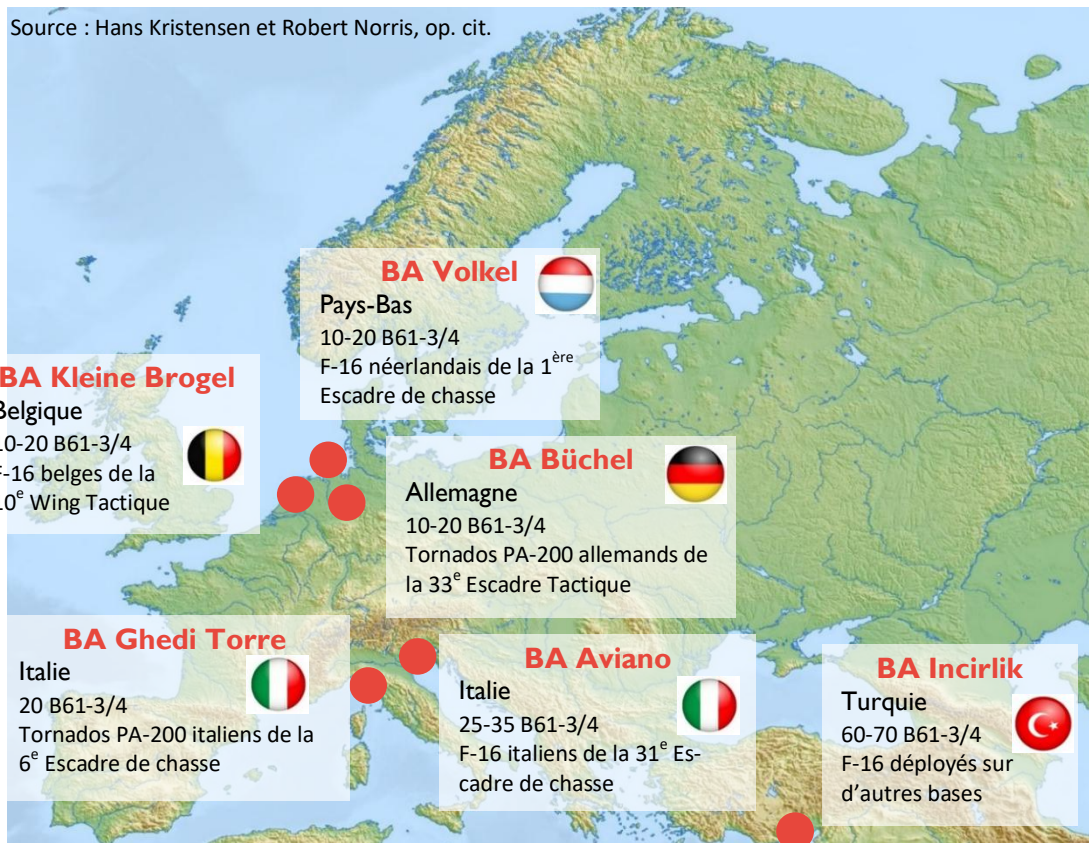 Source : Hans Kristensen et Robert Norris, op. cit.
BA Volkel
Pays-Bas
10-20 B61-3/4
F-16 néerlandais de la 1ère
Escadre de chasse
BA Kleine Brogel
Belgique
10-20 B61-3/4
F-16 belges de la
10e Wing Tactique
BA Büchel
Allemagne
10-20 B61-3/4
Tornados PA-200 allemands de
la 33e Escadre Tactique
BA Ghedi Torre
Italie
20 B61-3/4
Tornados PA-200 italiens de la
6e Escadre de chasse
BA Aviano
Italie
25-35 B61-3/4
F-16 italiens de la 31e Es-
cadre de chasse
BA Incirlik
Turquie
60-70 B61-3/4
F-16 déployés sur
d’autres bases